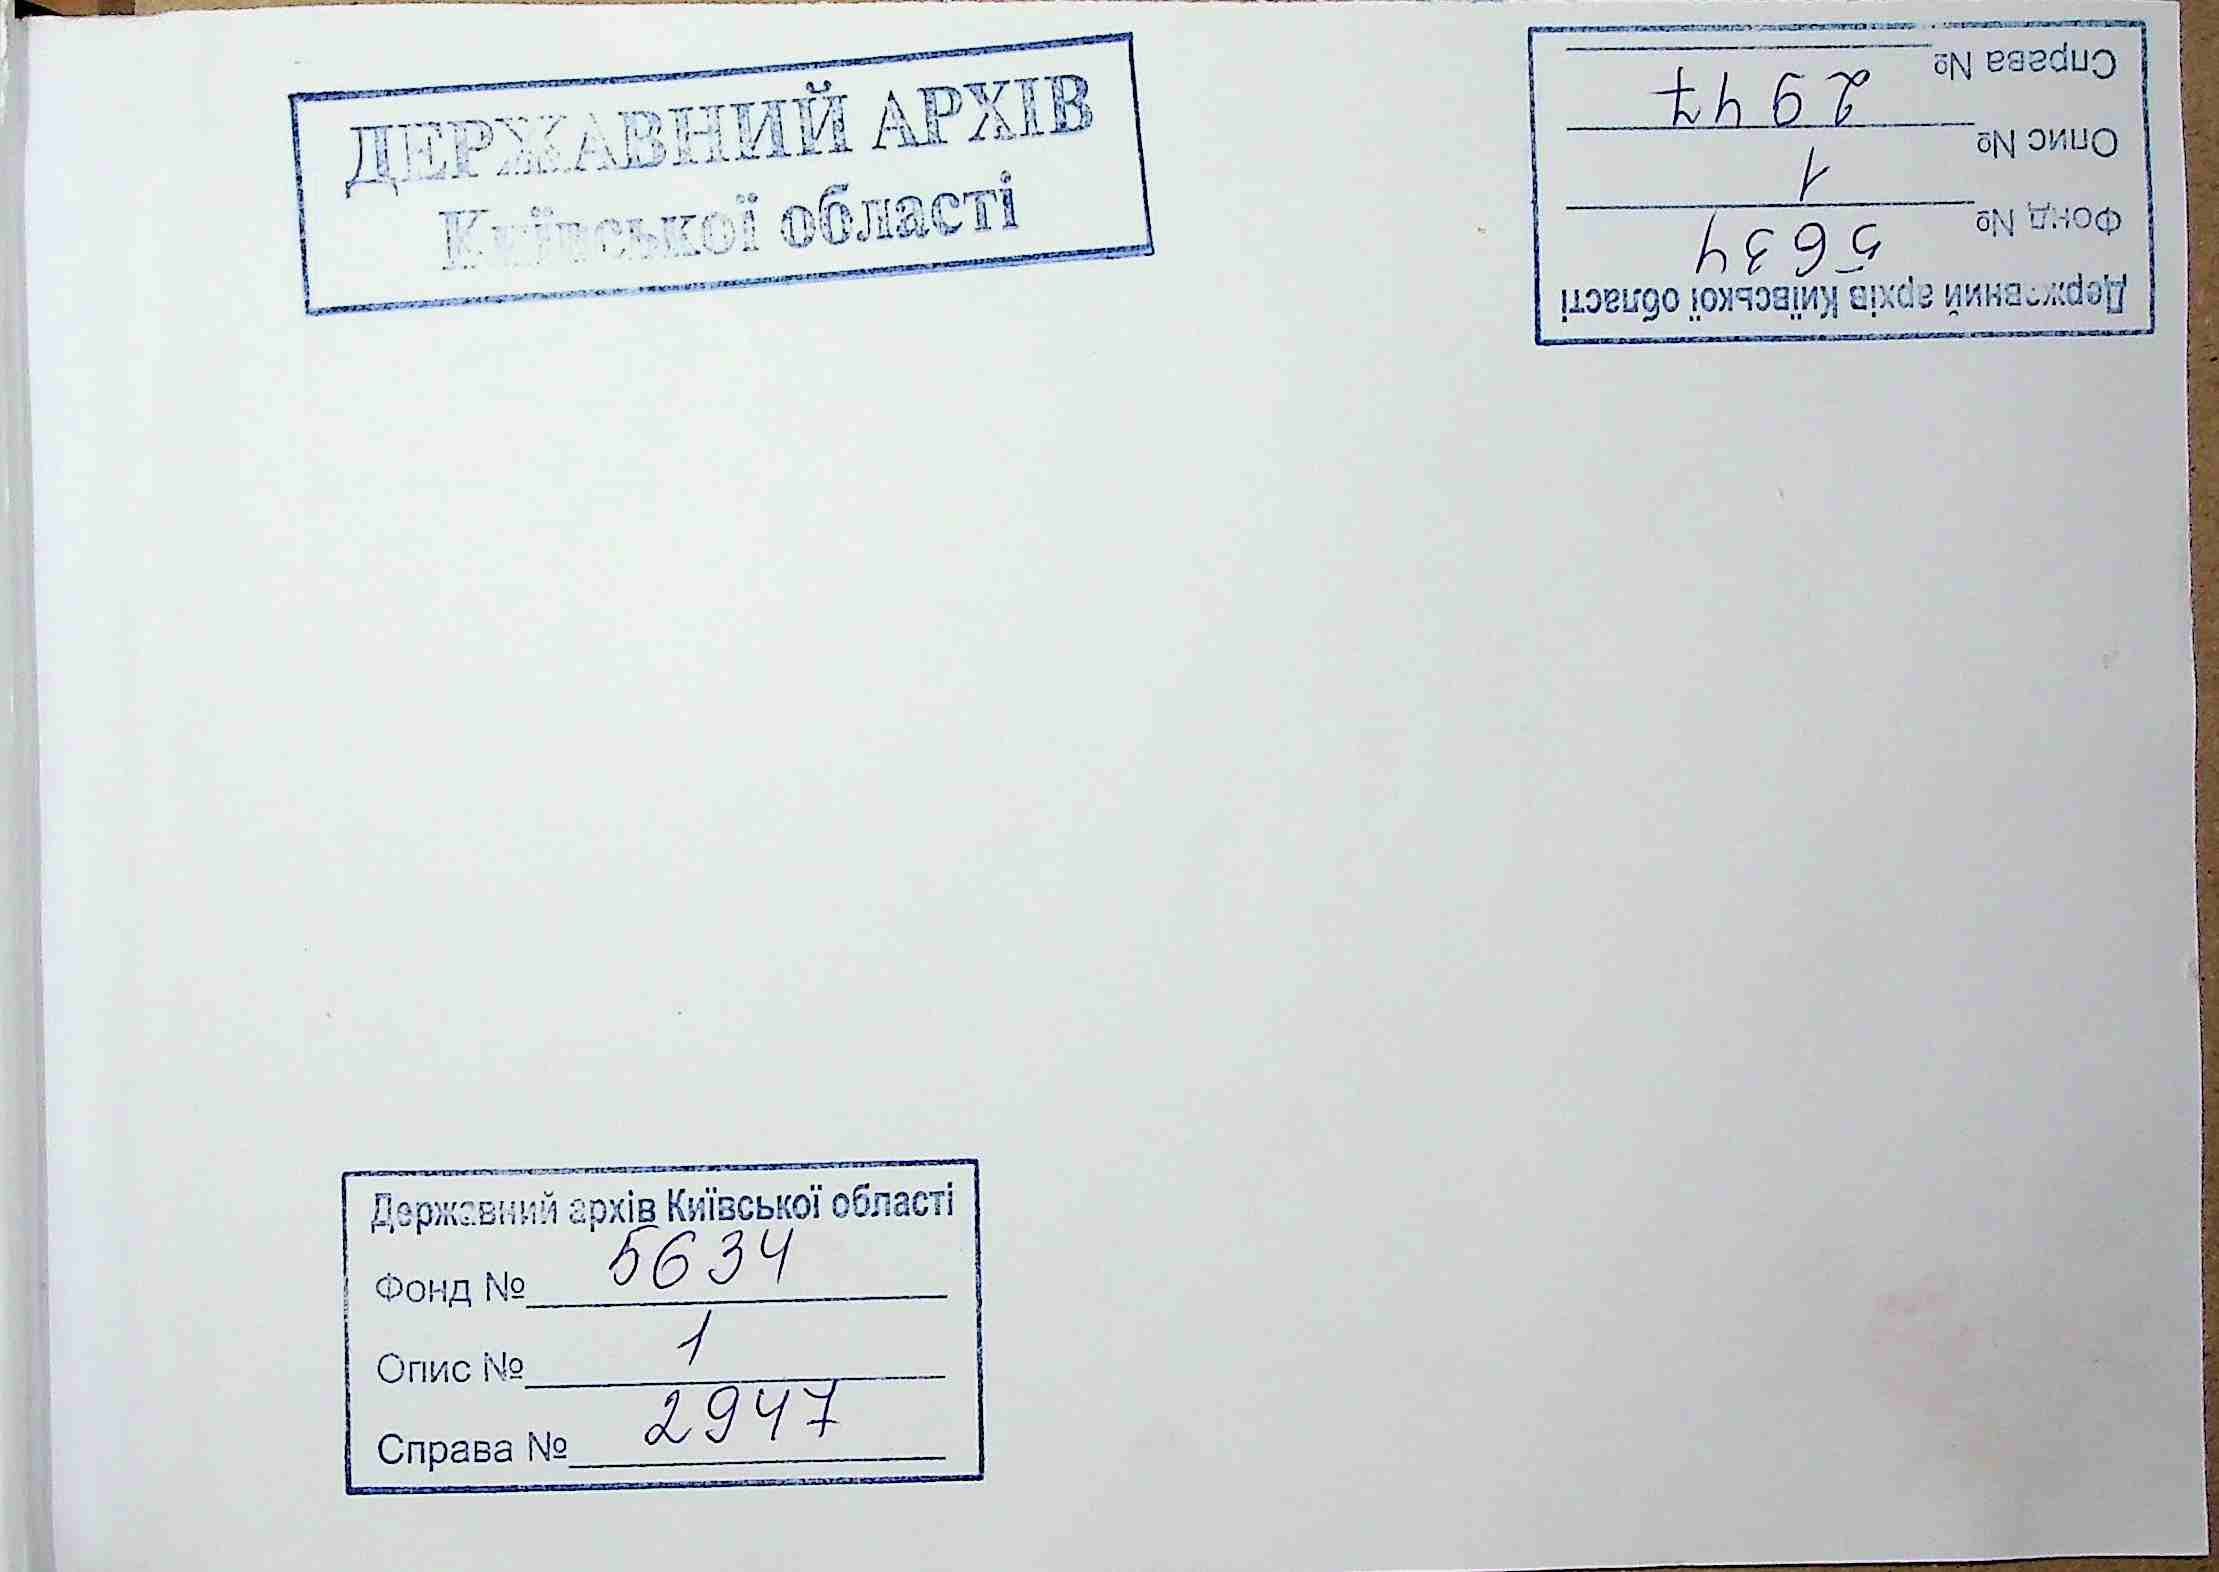 ДЕРЖАВНИЙ АРХІВ
Київської області
Державний архів Київської області
Фонд № 5634
Опис № 1
Справа № 2947
Державний архів Київської області
Фонд № 5634
Опис № 1
Справа № 2947